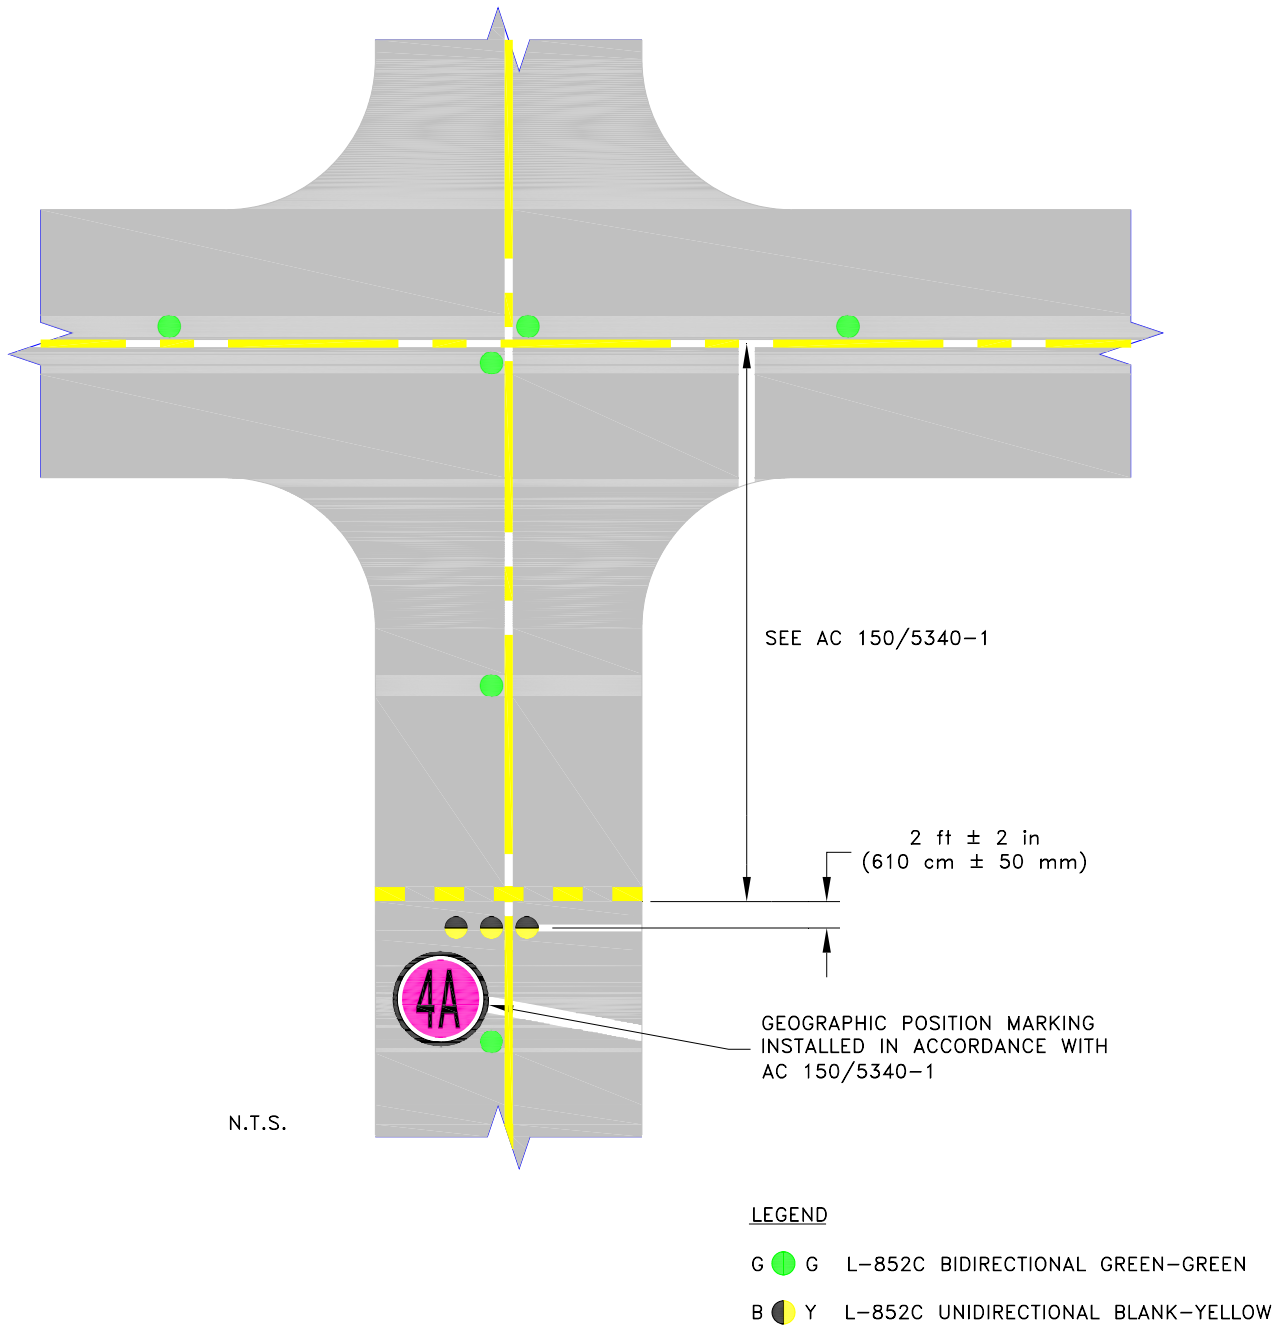 SEE AC 150/5340-1
2 ft ± 2 in
(610 cm ± 50 mm)
4A
GEOGRAPHIC POSITION MARKING
INSTALLED IN ACCORDANCE WITH
AC 150/5340-1
N.T.S.
LEGEND
G G L-852C BIDIRECTIONAL GREEN-GREEN
B Y L-852C UNIDIRECTIONAL BLANK-YELLOW